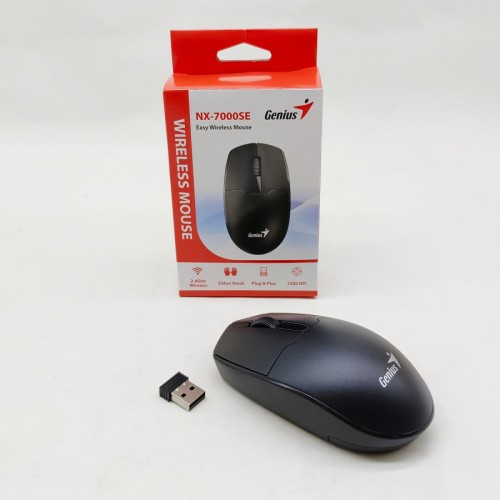 WIRELESS MOUSE
NX-7000SE
Easy Wireless Mouse
Genius
Genius
2.4GHz
Wireless
Either Hand
Plug & Play
1200 DPI
Genius